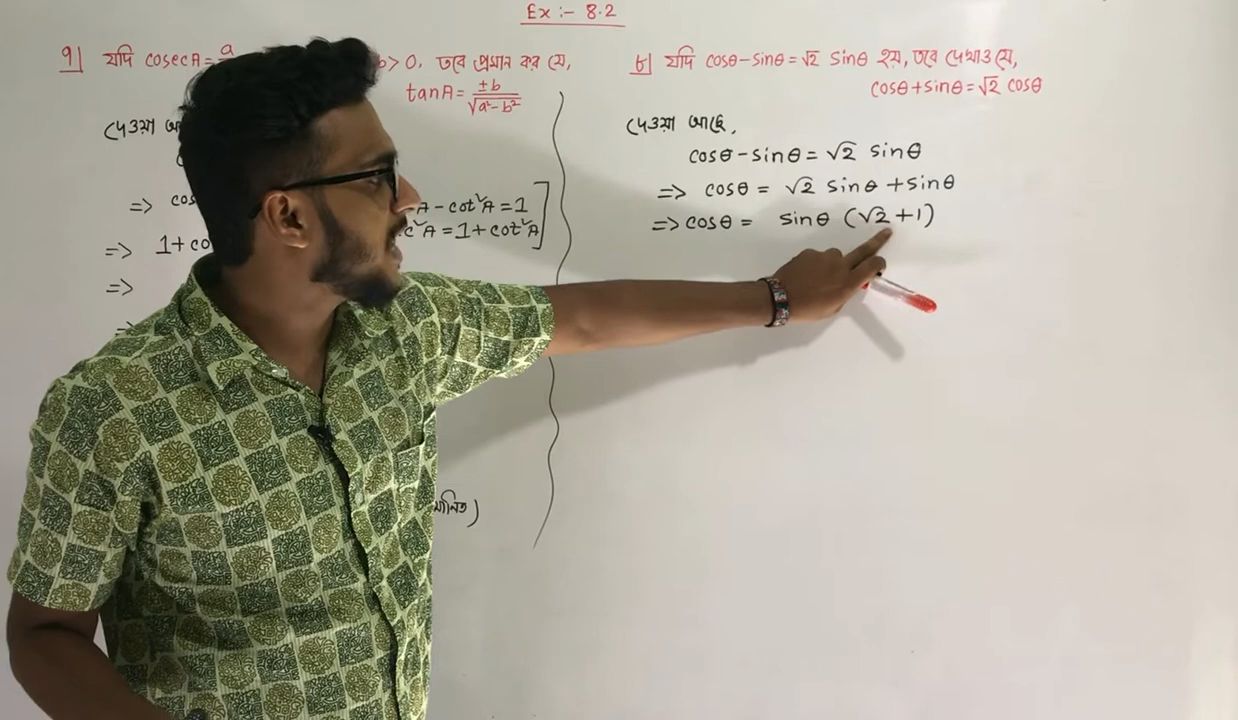 Ex :- 8.2
৭| যদি cosecA = a
b > 0, তবে প্রমাণ কর যে,
tanA = ±b/√a²-b²
দেওয়া
=> cos
A - cot²A = 1
=> 1 + co
c²A = 1 + cot²A
=>
=>
)
৮| যদি cosθ - sinθ = √2 sinθ হয়, তবে দেখাও যে,
cosθ + sinθ = √2 cosθ
দেওয়া আছে,
cosθ - sinθ = √2 sinθ
=> cosθ = √2 sinθ + sinθ
=> cosθ = sinθ (√2 + 1)